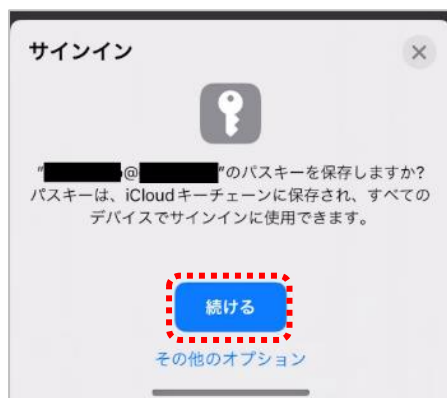 サインイン
"@"のパスキーを保存しますか?
パスキーは、iCloudキーチェーンに保存され、すべての
デバイスでサインインに使用できます。
続ける
その他のオプション